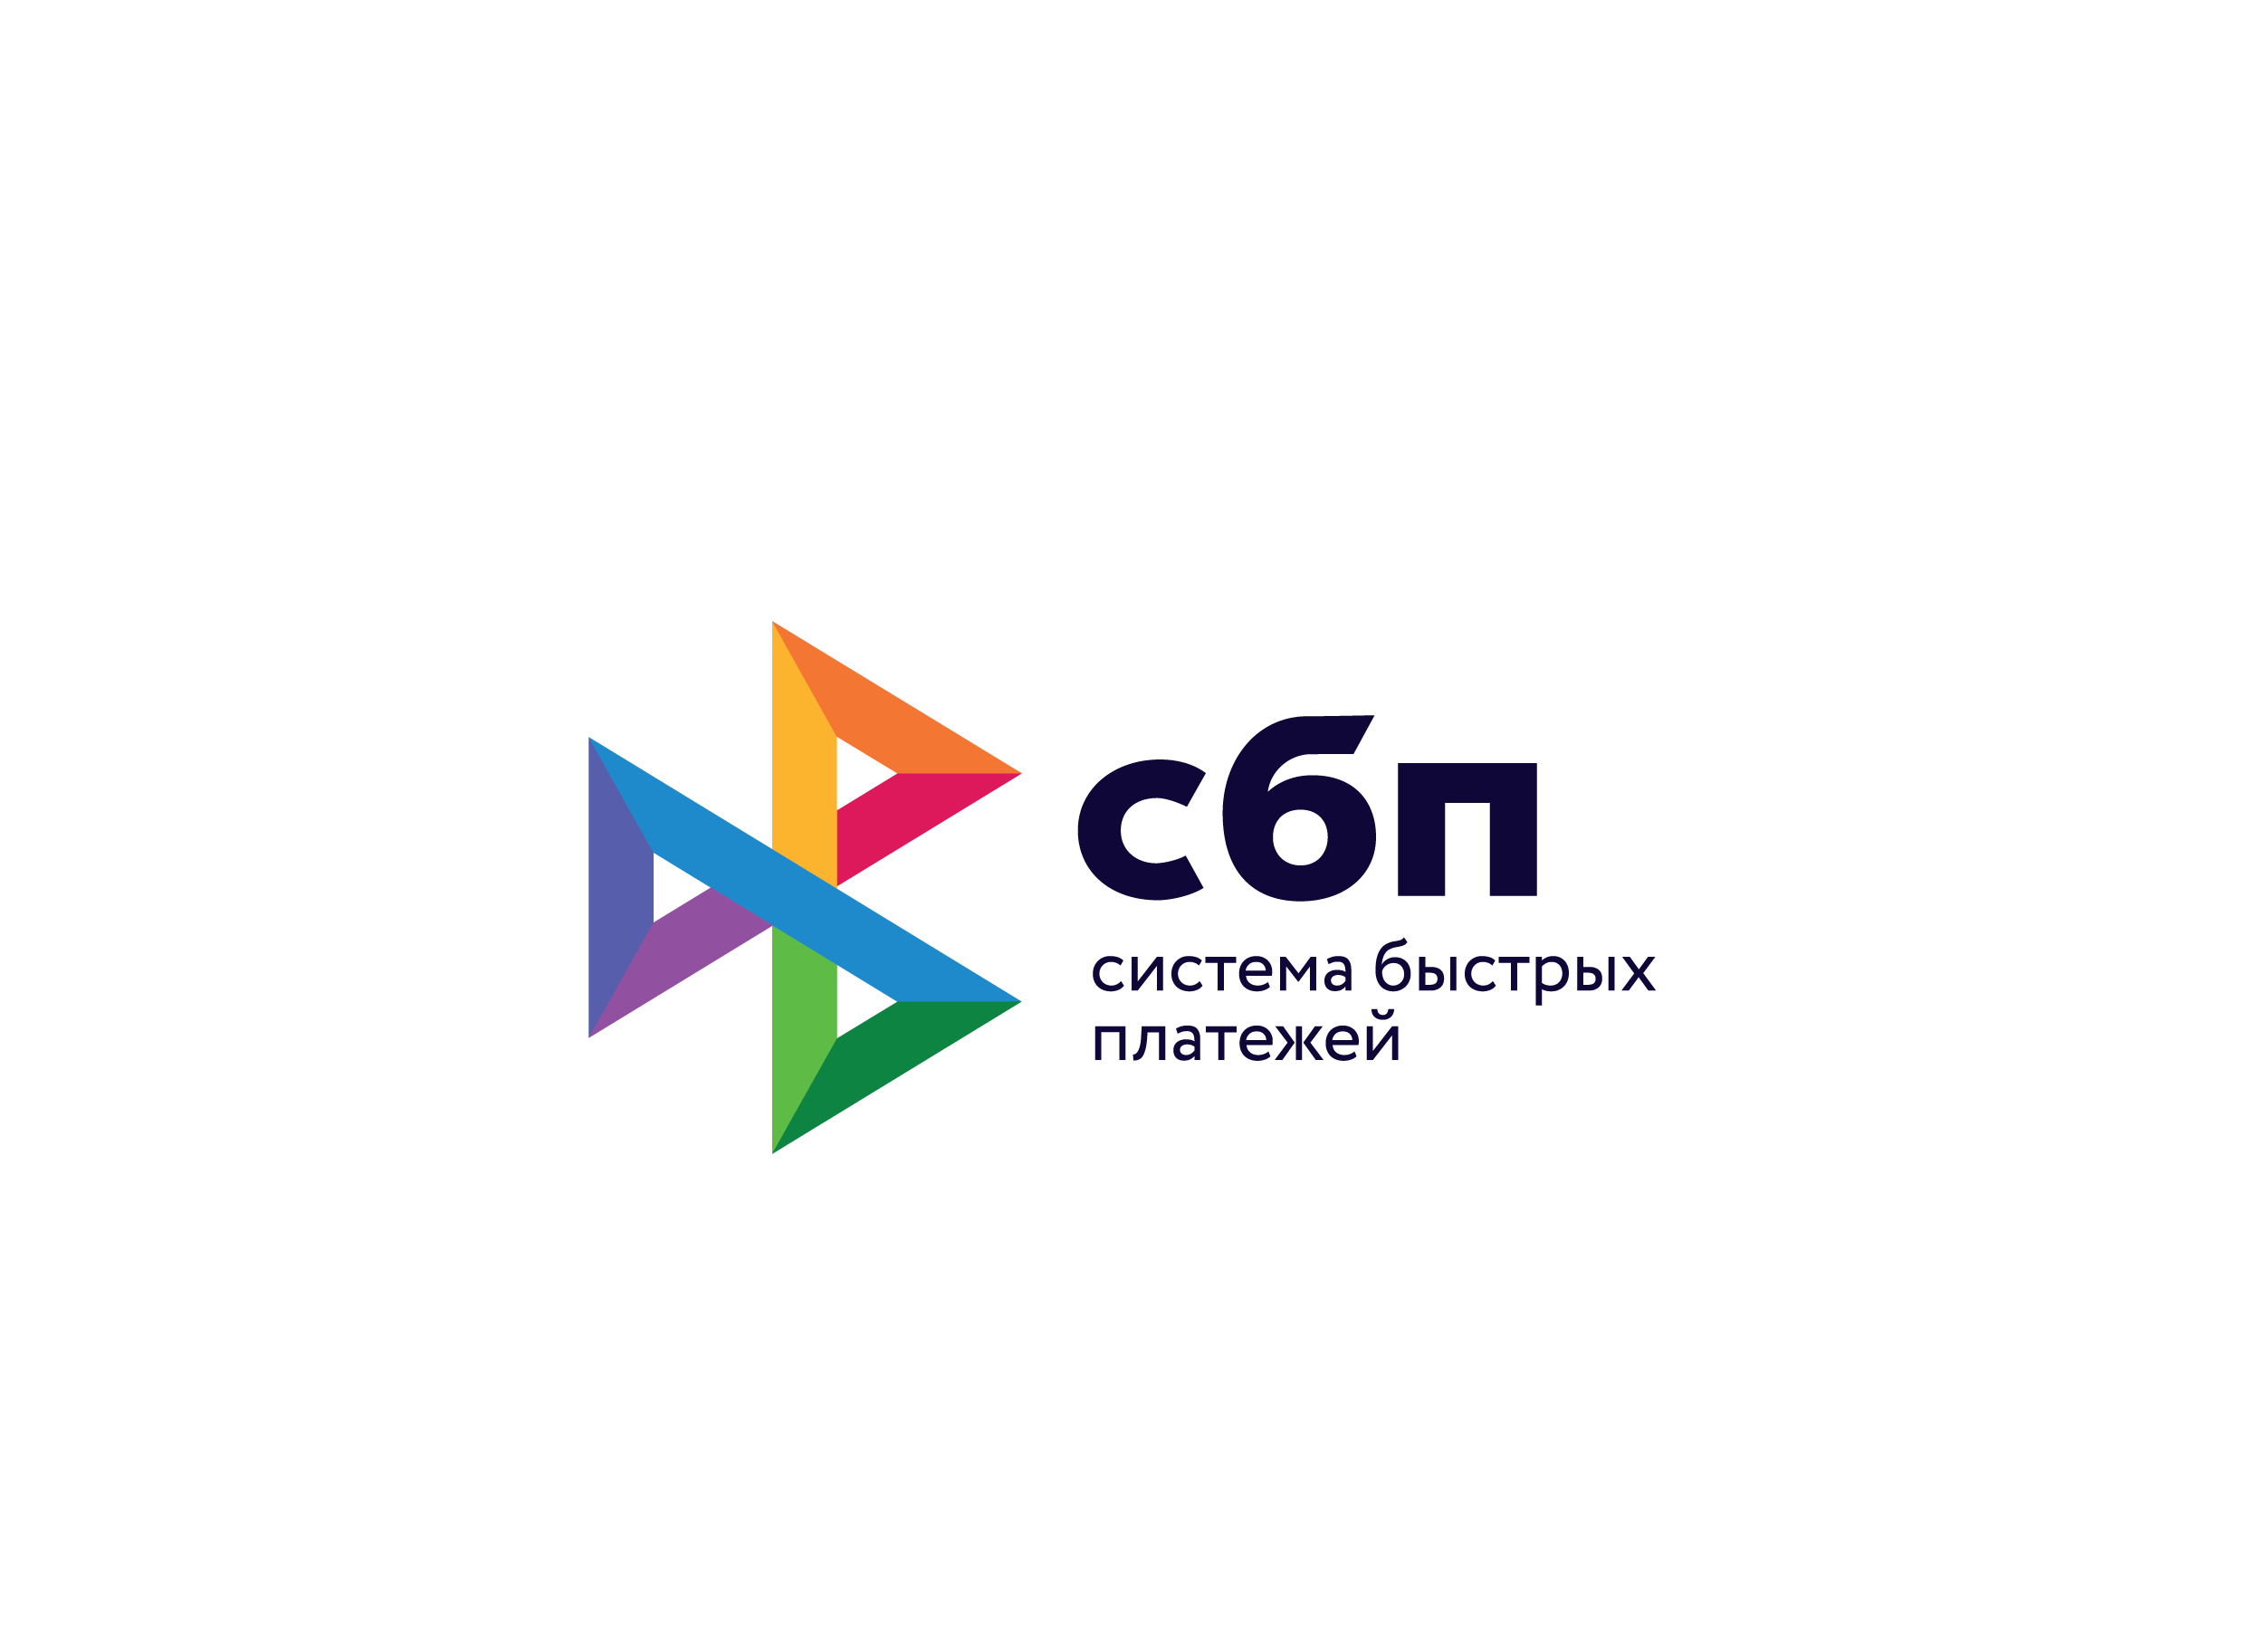 сбп
система быстрых
платежей